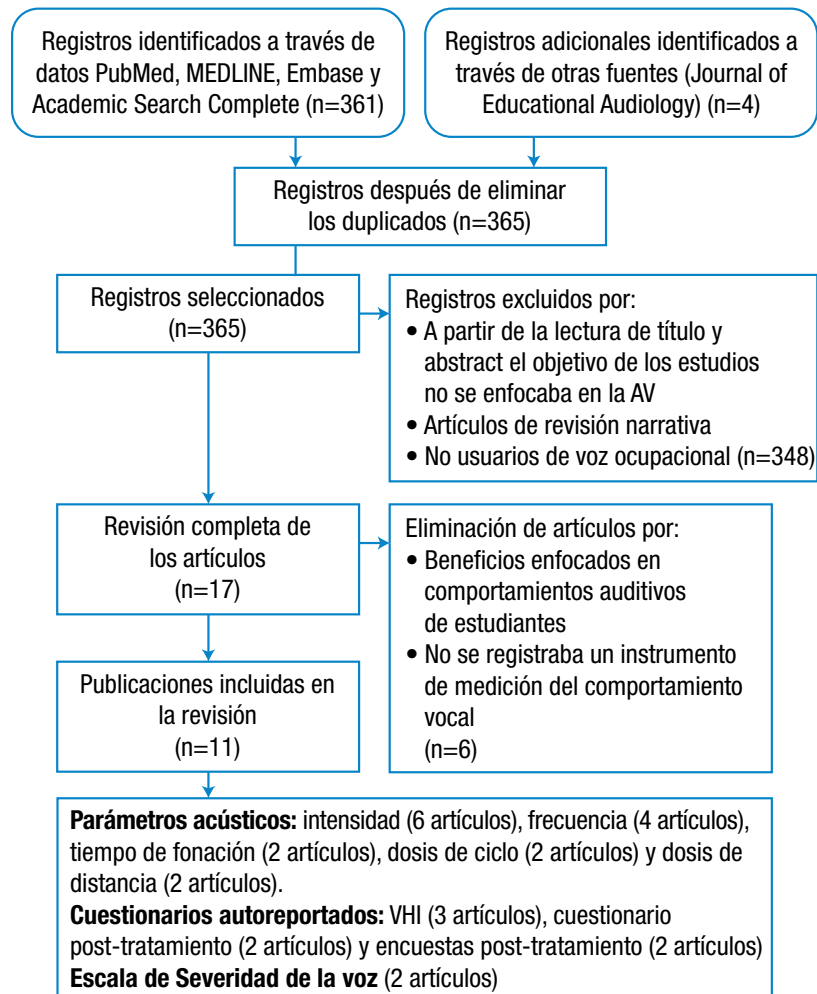 Registros identificados a través de
datos PubMed, MEDLINE, Embase y
Academic Search Complete (n=361)
Registros adicionales identificados a
través de otras fuentes (Journal of
Educational Audiology) (n=4)
Registros después de eliminar
los duplicados (n=365)
Registros seleccionados
(n=365)
Registros excluidos por:
• A partir de la lectura de título y
abstract el objetivo de los estudios
no se enfocaba en la AV
• Artículos de revisión narrativa
• No usuarios de voz ocupacional (n=348)
Revisión completa de
los artículos
(n=17)
Eliminación de artículos por:
• Beneficios enfocados en
comportamientos auditivos
de estudiantes
• No se registraba un instrumento
de medición del comportamiento
vocal
(n=6)
Publicaciones incluidas en
la revisión
(n=11)
Parámetros acústicos: intensidad (6 artículos), frecuencia (4 artículos),
tiempo de fonación (2 artículos), dosis de ciclo (2 artículos) y dosis de
distancia (2 artículos).
Cuestionarios autoreportados: VHI (3 artículos), cuestionario
post-tratamiento (2 artículos) y encuestas post-tratamiento (2 artículos)
Escala de Severidad de la voz (2 artículos)